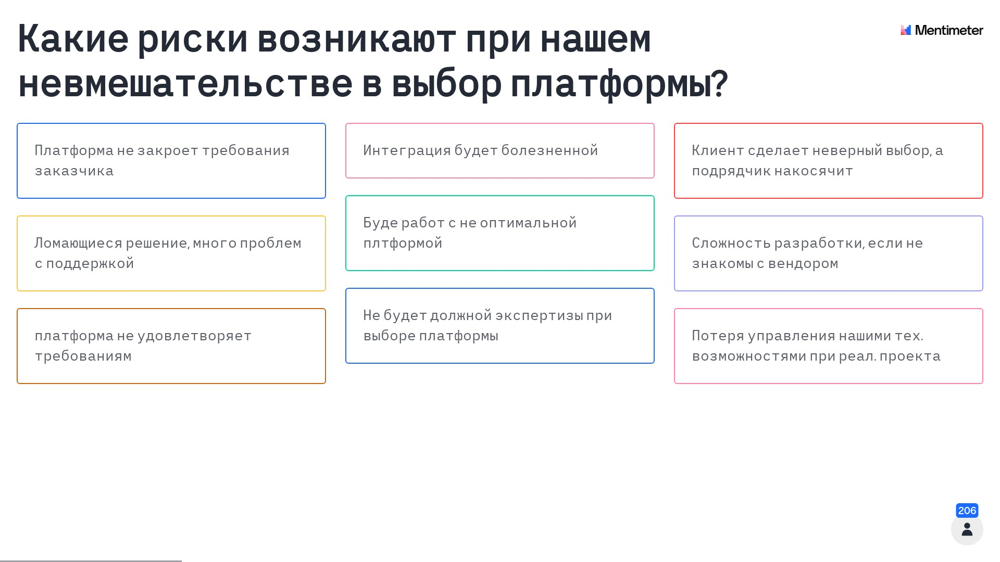 Какие риски возникают при нашем
невмешательстве в выбор платформы?
Mentimeter
Платформа не закроет требования
заказчика
Ломающиеся решение, много проблем
с поддержкой
платформа не удовлетворяет
требованиям
Интеграция будет болезненной
Буде работ с не оптимальной
плтформой
Не будет должной экспертизы при
выборе платформы
Клиент сделает неверный выбор, а
подрядчик накосячит
Сложность разработки, если не
знакомы с вендором
Потеря управления нашими тех.
возможностями при реал. проекта
206